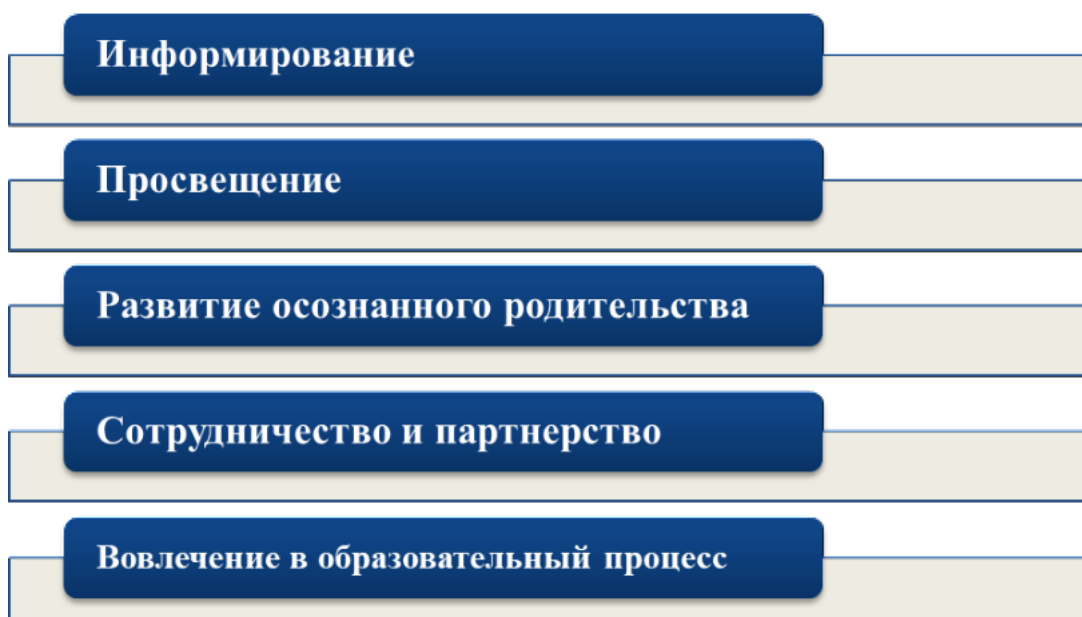 Информирование
Просвещение
Развитие осознанного родительства
Сотрудничество и партнерство
Вовлечение в образовательный процесс